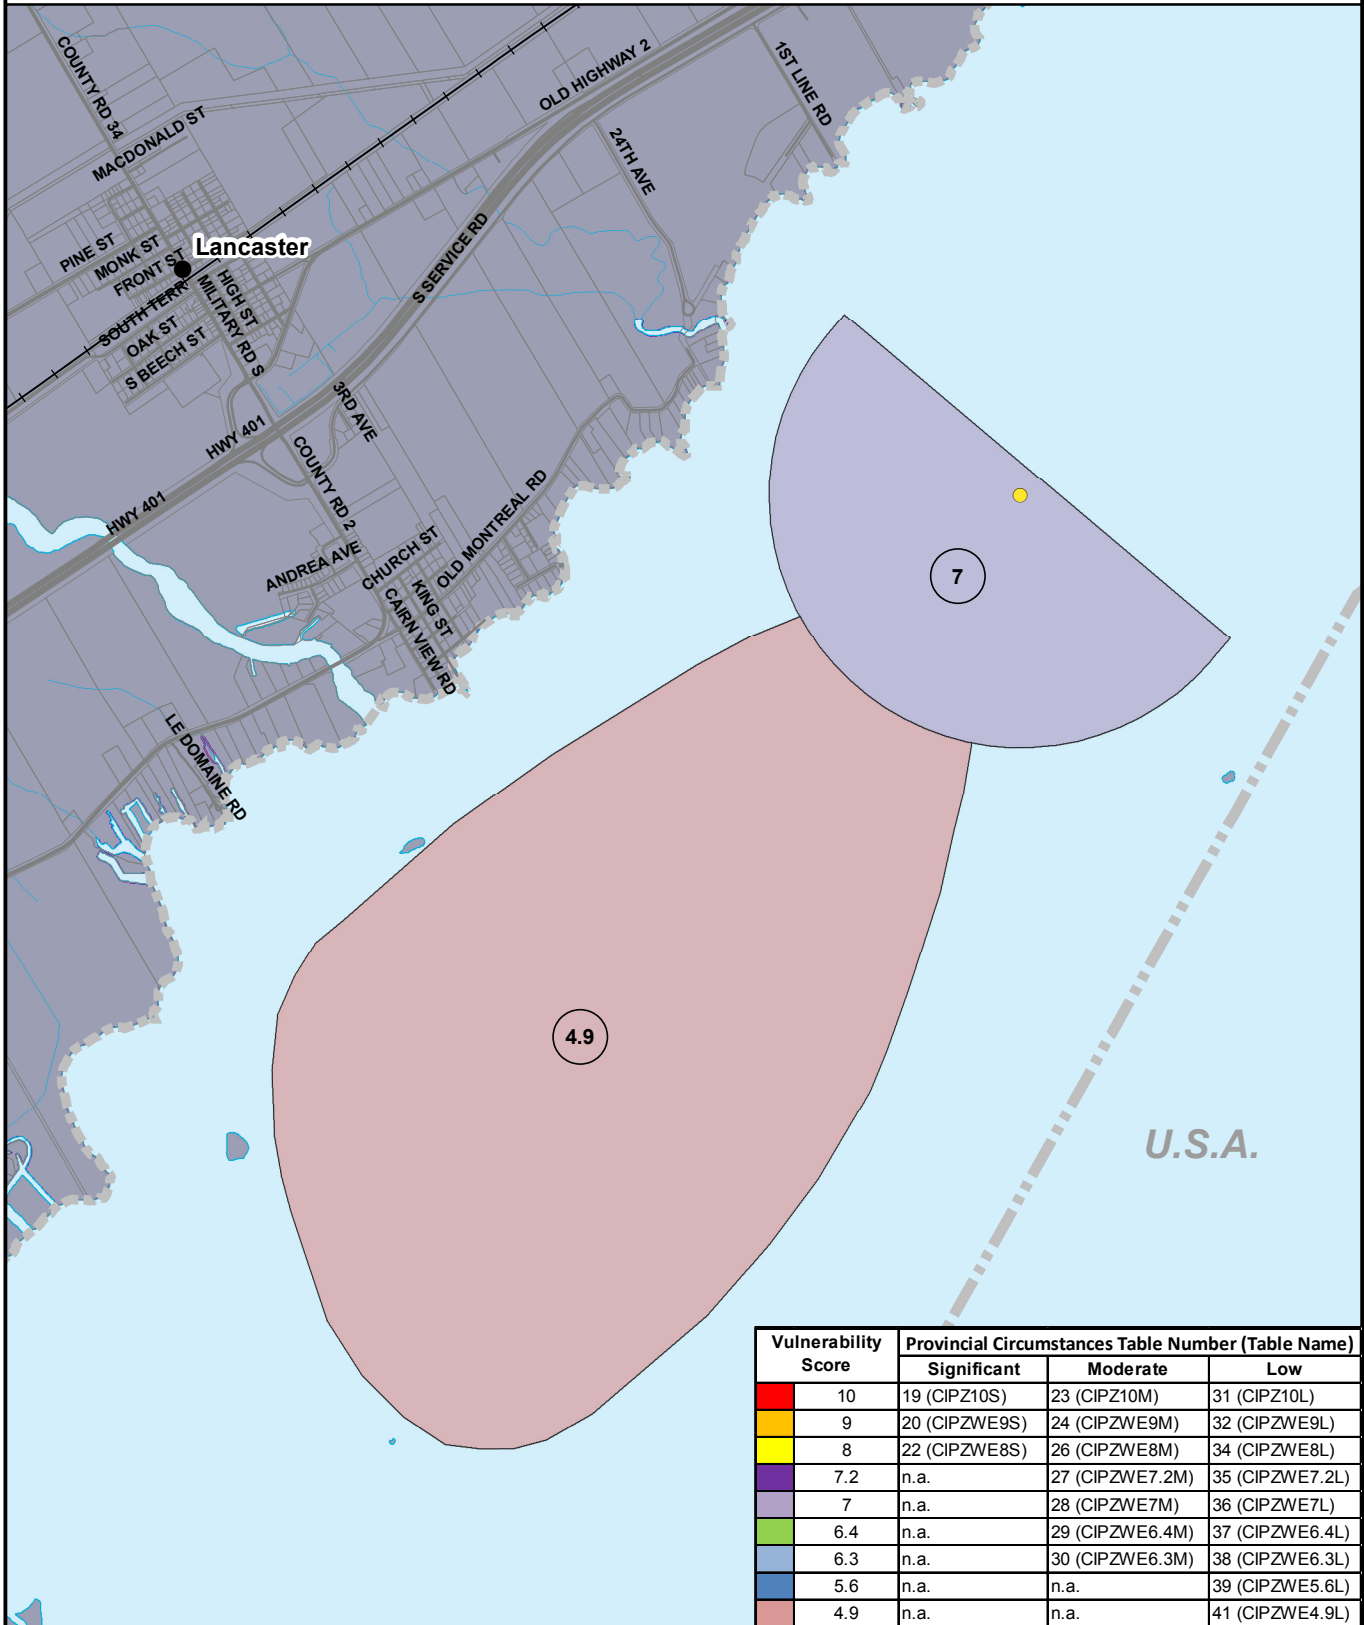 COUNTY RD 34
OLD HIGHWAY 2
1ST LINE RD
MACDONALD ST
24TH AVE
PINE ST
MONK ST
FRONT ST
Lancaster
SOUTH TERR
HIGH ST
MILITARY RD S
S SERVICE RD
OAK ST
S BEECH ST
HWY 401
3RD AVE
COUNTY RD 2
HWY 401
OLD MONTREAL RD
ANDREA AVE
CHURCH ST
KING ST
CAIRN VIEW RD
7
LE DOMAINE RD
4.9
U.S.A.
Vulnerability Score
Provincial Circumstances Table Number (Table Name)
Significant Moderate Low
10 19 (CIPZ10S) 23 (CIPZ10M) 31 (CIPZ10L)
9 20 (CIPZWE9S) 24 (CIPZWE9M) 32 (CIPZWE9L)
8 22 (CIPZWE8S) 26 (CIPZWE8M) 34 (CIPZWE8L)
7.2 n.a. 27 (CIPZWE7.2M) 35 (CIPZWE7.2L)
7 n.a. 28 (CIPZWE7M) 36 (CIPZWE7L)
6.4 n.a. 29 (CIPZWE6.4M) 37 (CIPZWE6.4L)
6.3 n.a. 30 (CIPZWE6.3M) 38 (CIPZWE6.3L)
5.6 n.a. n.a. 39 (CIPZWE5.6L)
4.9 n.a. n.a. 41 (CIPZWE4.9L)